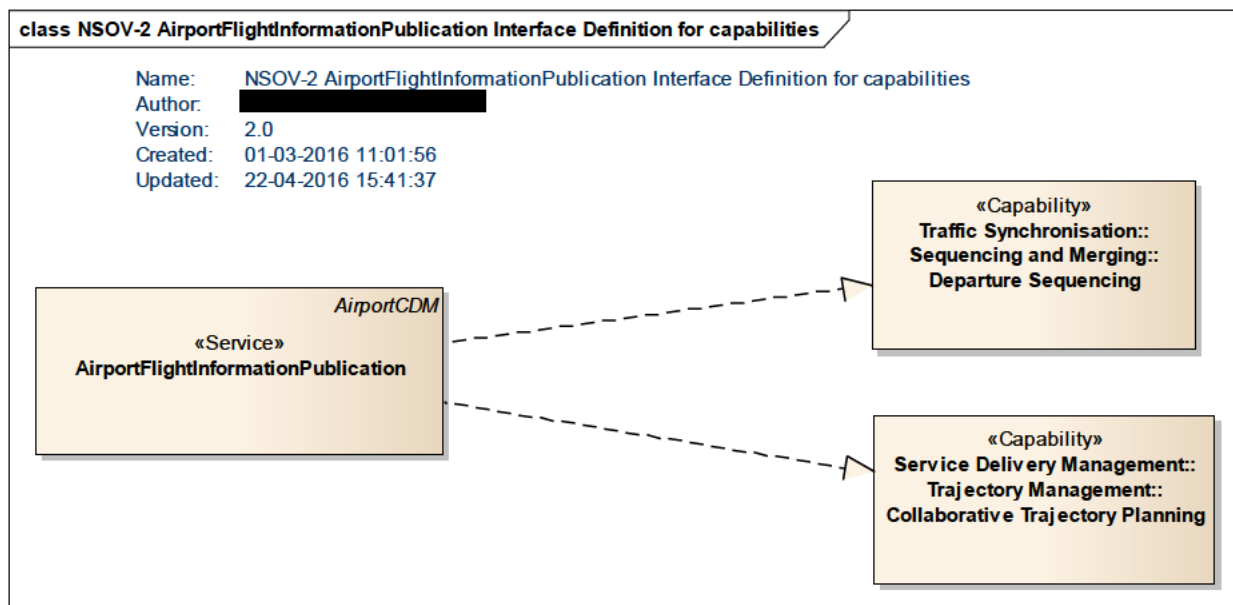 class NSOV-2 AirportFlightInformationPublication Interface Definition for capabilities
Name: NSOV-2 AirportFlightInformationPublication Interface Definition for capabilities
Author:
Version: 2.0
Created: 01-03-2016 11:01:56
Updated: 22-04-2016 15:41:37
«Capability»
Traffic Synchronisation::
Sequencing and Merging::
Departure Sequencing
AirportCDM
«Service»
AirportFlightInformationPublication
«Capability»
Service Delivery Management::
Trajectory Management::
Collaborative Trajectory Planning